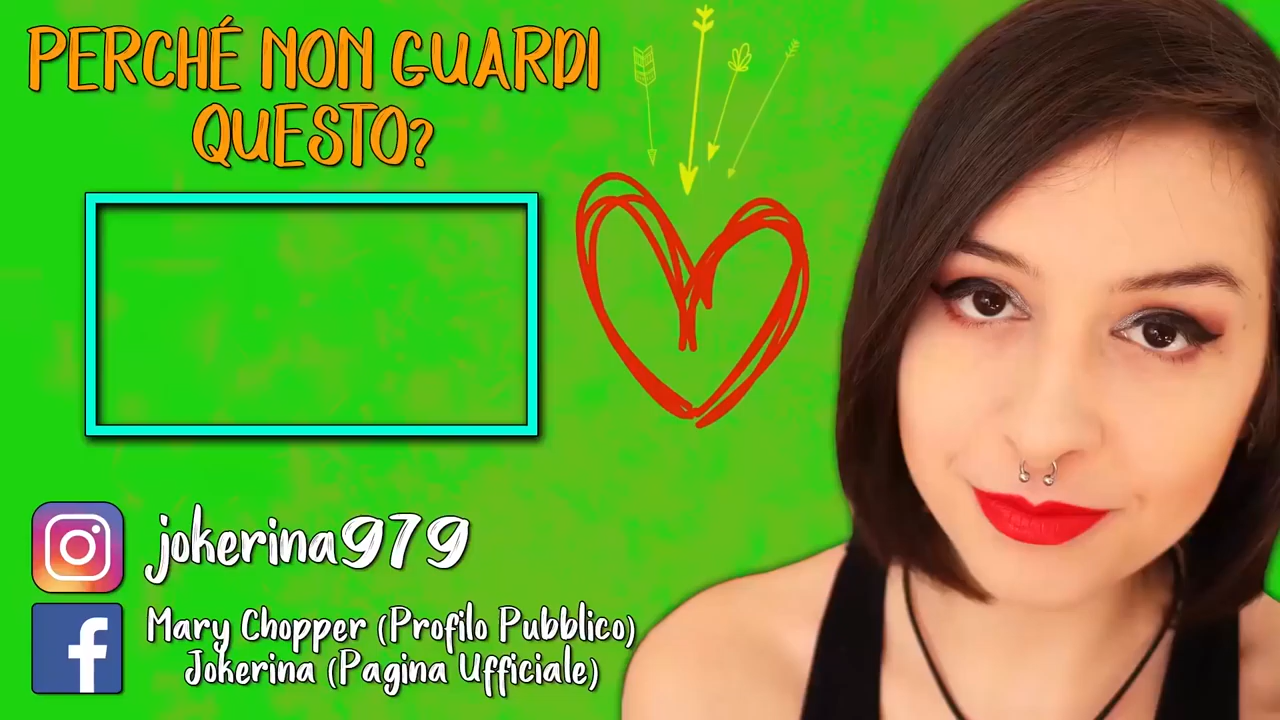 PERCHÉ NON GUARDI
QUESTO?
jokerina979
Mary Chopper (Profilo Pubblico)
Jokerina (Pagina Ufficiale)